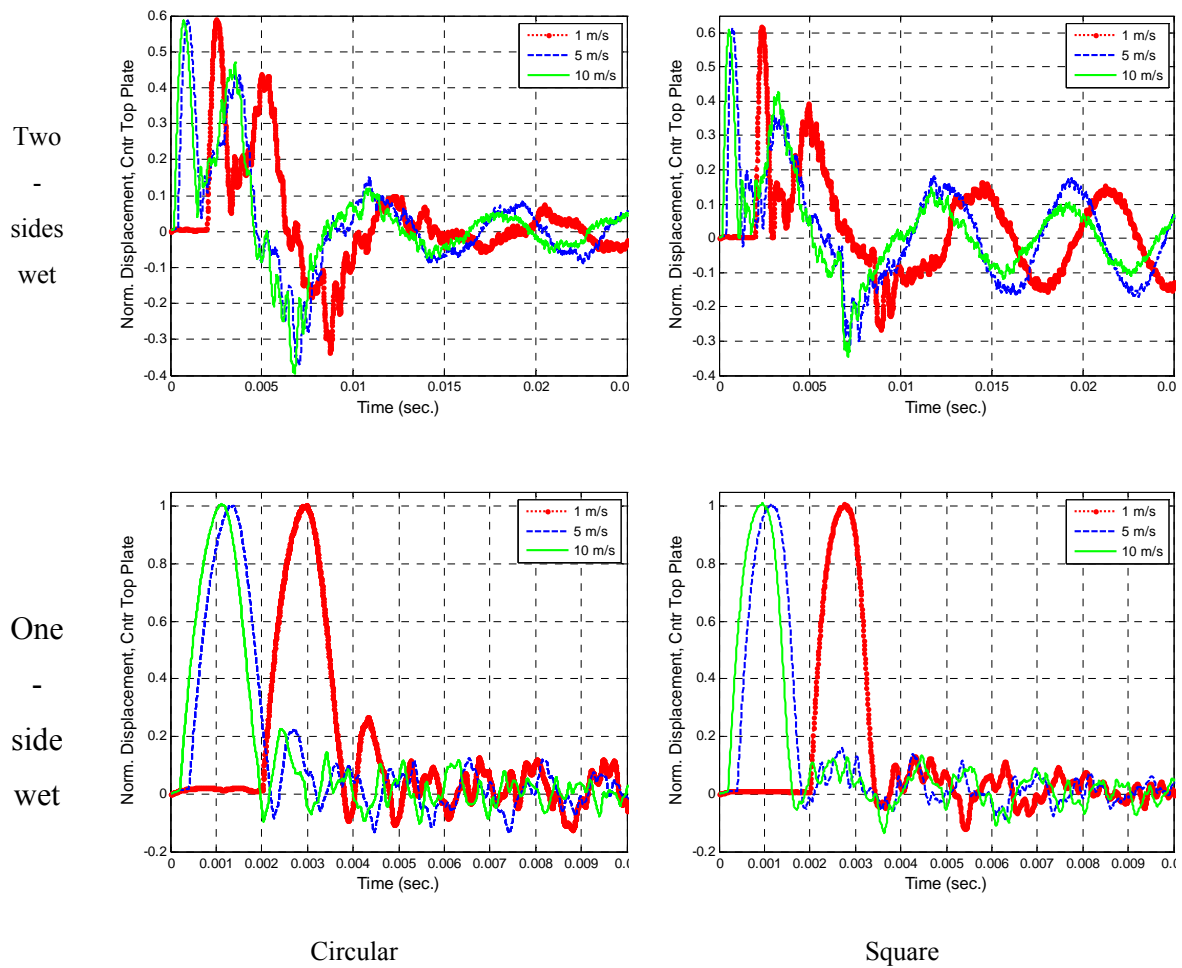 Two
-
sides
wet
Norm. Displacement, Cntr Top Plate
0.6
0.5
0.4
0.3
0.2
0.1
0
-0.1
-0.2
-0.3
-0.4
0 0.005 0.01 0.015 0.02 0.0
Time (sec.)
1 m/s
5 m/s
10 m/s
Norm. Displacement, Cntr Top Plate
0.6
0.5
0.4
0.3
0.2
0.1
0
-0.1
-0.2
-0.3
-0.4
0 0.005 0.01 0.015 0.02 0.0
Time (sec.)
1 m/s
5 m/s
10 m/s
One
-
side
wet
Norm. Displacement, Cntr Top Plate
1
0.8
0.6
0.4
0.2
0
-0.2
0 0.001 0.002 0.003 0.004 0.005 0.006 0.007 0.008 0.009 0.0
Time (sec.)
1 m/s
5 m/s
10 m/s
Norm. Displacement, Cntr Top Plate
1
0.8
0.6
0.4
0.2
0
-0.2
0 0.001 0.002 0.003 0.004 0.005 0.006 0.007 0.008 0.009 0.0
Time (sec.)
1 m/s
5 m/s
10 m/s
Circular
Square